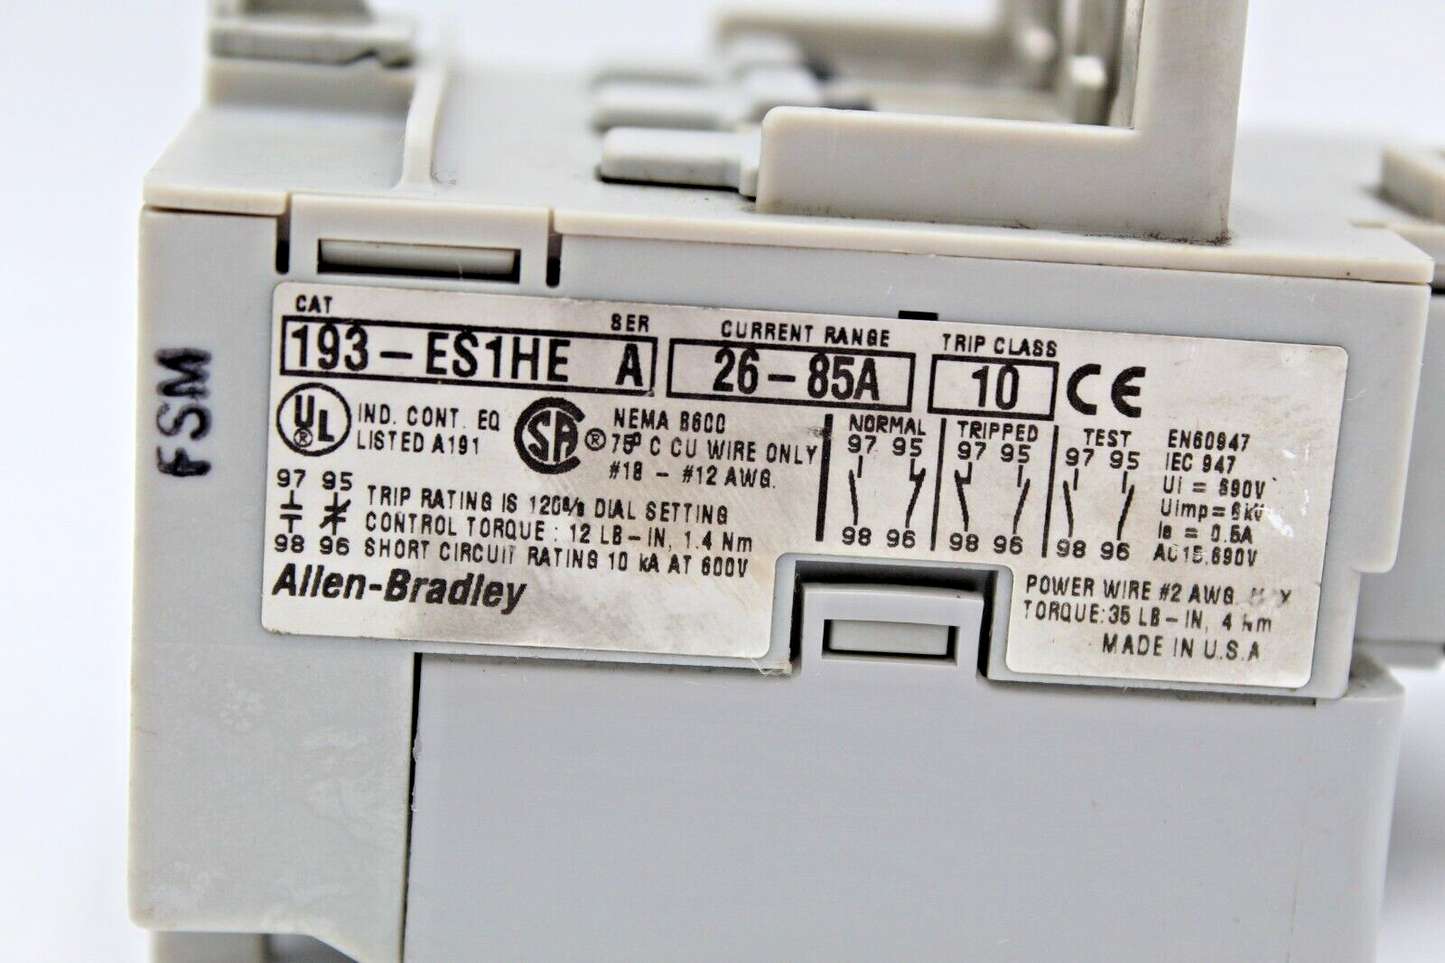 CAT SER CURRENT RANGE TRIP CLASS
193-ES1HE A 26-85A 10 CE
UL ® IND. CONT. EQ
LISTED A191
SA ® NEMA B600
75° C CU WIRE ONLY
#18 - #12 AWG.
97 95
98 96
TRIP RATING IS 120% DIAL SETTING
CONTROL TORQUE: 12 LB-IN, 1.4 Nm
SHORT CIRCUIT RATING 10 kA AT 600V
Allen-Bradley
NORMAL TRIPPED TEST
97 95 97 95 97 95
98 96 98 96 98 96
EN60947
IEC 947
Ui = 690V
Uimp=6kV
Ie = 0.5A
AC15,690V
POWER WIRE #2 AWG. MAX
TORQUE:35 LB-IN, 4 Nm
MADE IN U.S.A
FSM